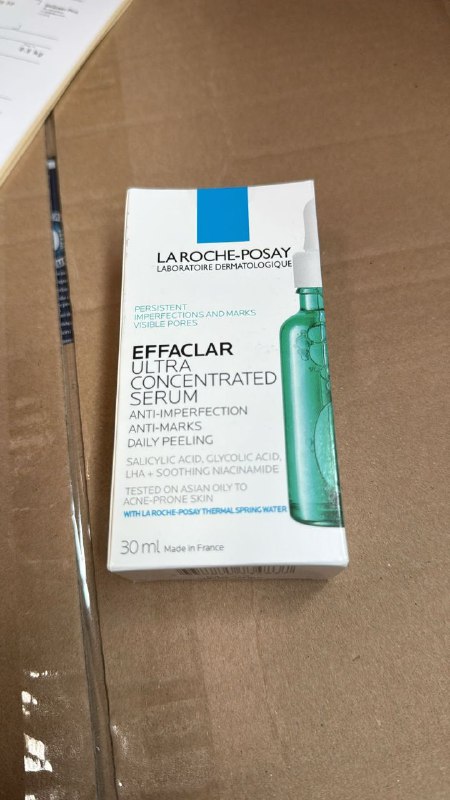 LA ROCHE-POSAY
LABORATOIRE DERMATOLOGIQUE
PERSISTENT
IMPERFECTIONS AND MARKS
VISIBLE PORES
EFFACLAR
ULTRA
CONCENTRATED
SERUM
ANTI-IMPERFECTION
ANTI-MARKS
DAILY PEELING
SALICYLIC ACID, GLYCOLIC ACID,
LHA + SOOTHING NIACINAMIDE
TESTED ON ASIAN OILY TO
ACNE-PRONE SKIN
WITH LA ROCHE-POSAY THERMAL SPRING WATER
30 ml Made in France